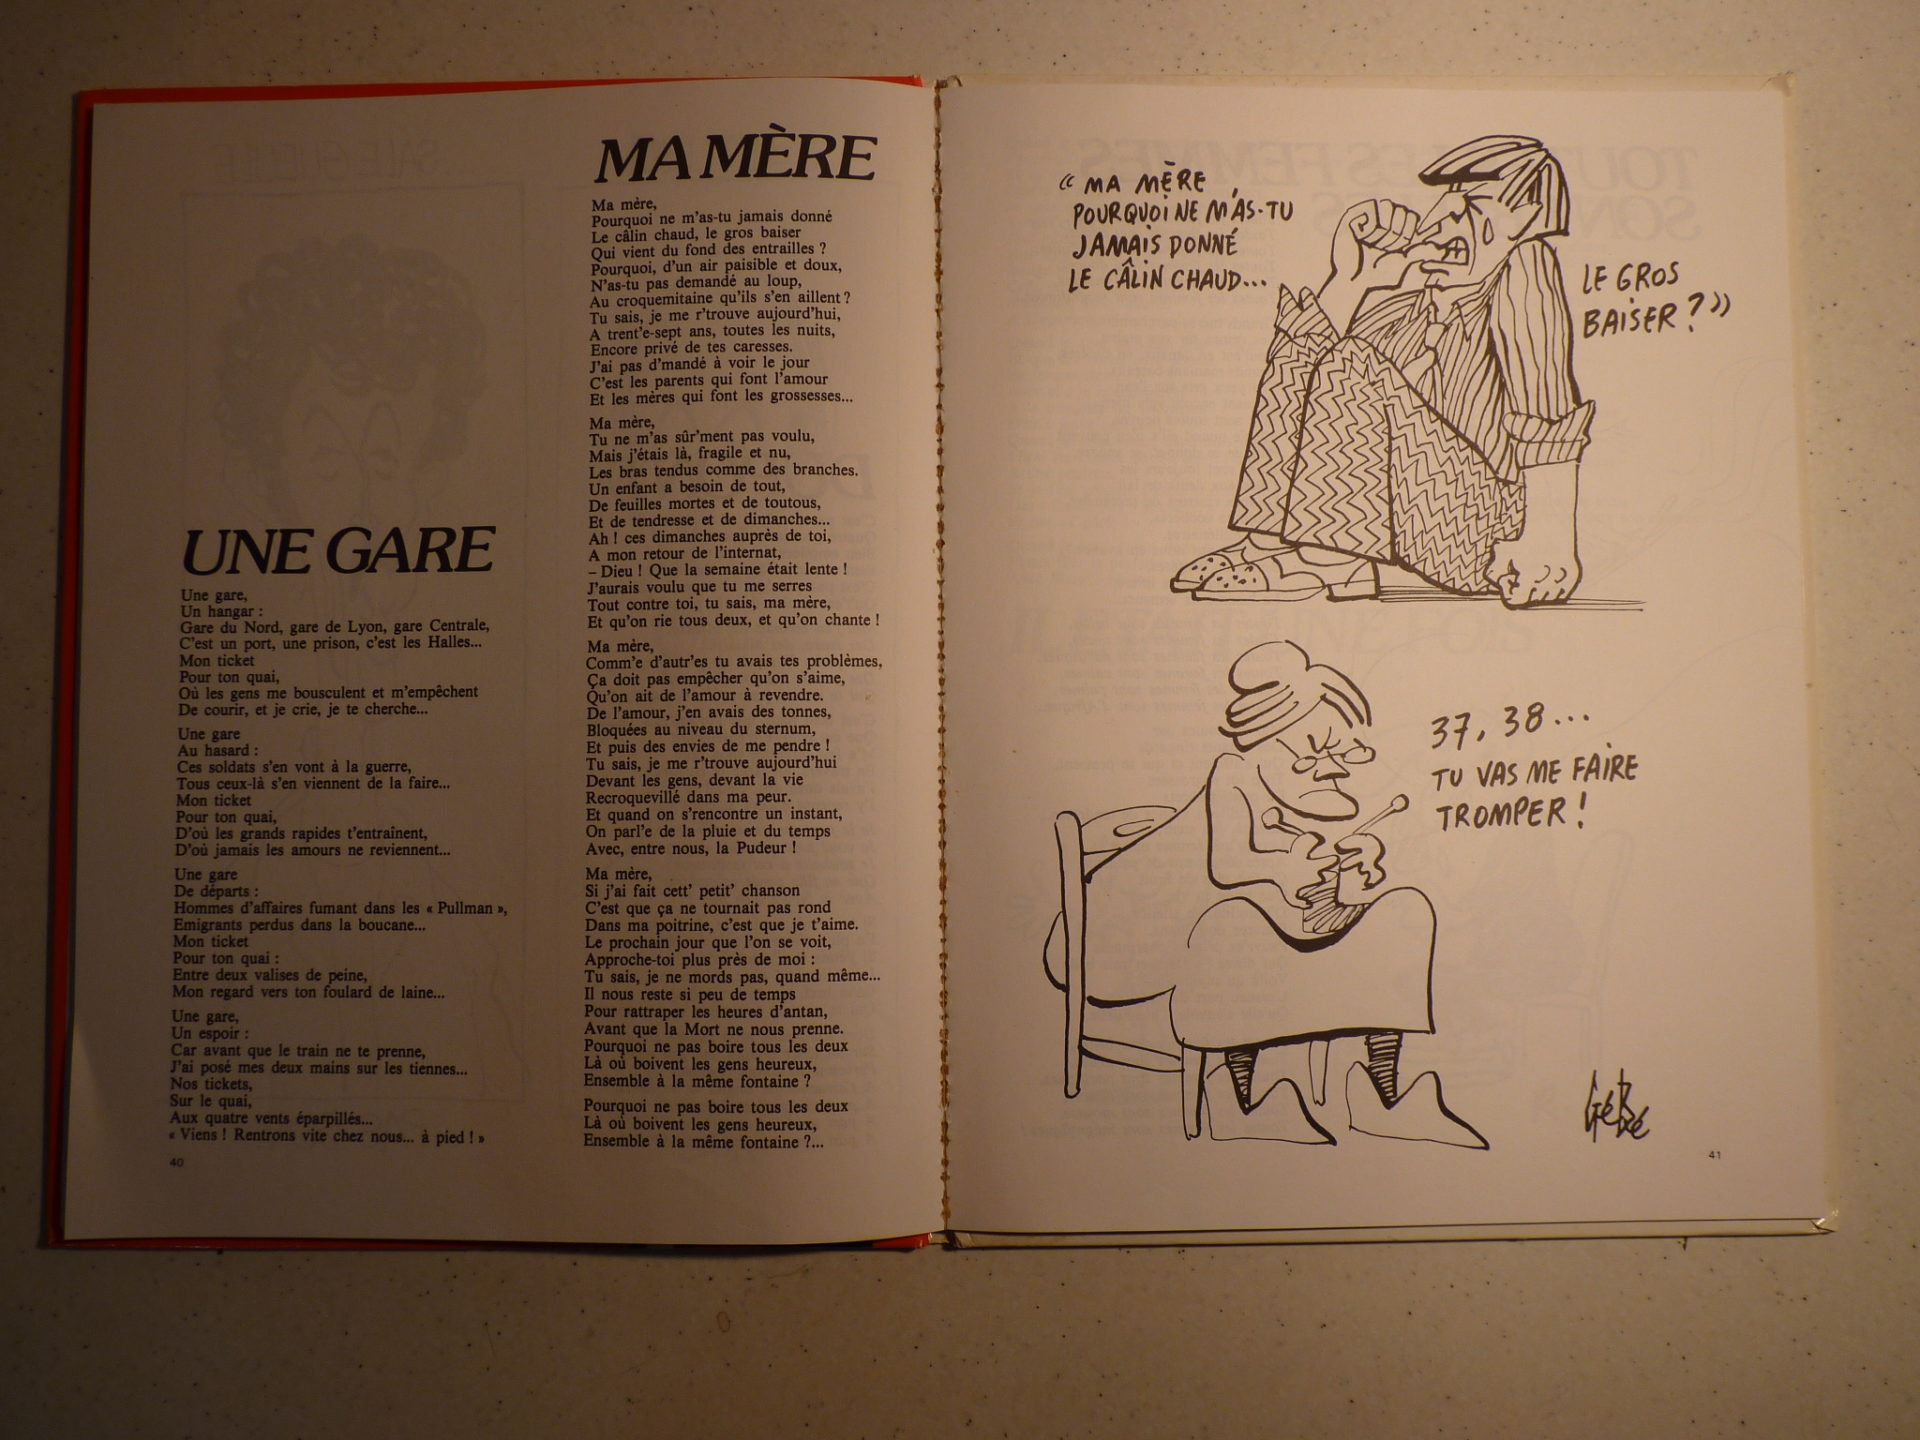 UNE GARE
Une gare,
Un hangar :
Gare du Nord, gare de Lyon, gare Centrale,
C'est un port, une prison, c'est les Halles...
Mon ticket
Pour ton quai,
Où les gens me bousculent et m'empêchent
De courir, et je crie, je te cherche...
Une gare
Au hasard :
Ces soldats s'en vont à la guerre,
Tous ceux-là s'en viennent de la faire...
Mon ticket
Pour ton quai,
D'où les grands rapides t'entraînent,
D'où jamais les amours ne reviennent...
Une gare
De départs :
Hommes d'affaires fumant dans les « Pullman »,
Emigrants perdus dans la boucane...
Mon ticket
Pour ton quai :
Entre deux valises de peine,
Mon regard vers ton foulard de laine...
Une gare,
Un espoir :
Car avant que le train ne te prenne,
J'ai posé mes deux mains sur les tiennes...
Nos tickets,
Sur le quai,
Aux quatre vents éparpillés...
« Viens ! Rentrons vite chez nous... à pied ! »
40
MA MÈRE
Ma mère,
Pourquoi ne m'as-tu jamais donné
Le câlin chaud, le gros baiser
Qui vient du fond des entrailles ?
Pourquoi, d'un air paisible et doux,
N'as-tu pas demandé au loup,
Au croquemitaine qu'ils s'en aillent ?
Tu sais, je me r'trouve aujourd'hui,
A trent'e-sept ans, toutes les nuits,
Encore privé de tes caresses.
J'ai pas d'mandé à voir le jour
C'est les parents qui font l'amour
Et les mères qui font les grossesses...
Ma mère,
Tu ne m'as sûr'ment pas voulu,
Mais j'étais là, fragile et nu,
Les bras tendus comme des branches.
Un enfant a besoin de tout,
De feuilles mortes et de toutous,
Et de tendresse et de dimanches...
Ah ! ces dimanches auprès de toi,
A mon retour de l'internat,
– Dieu ! Que la semaine était lente !
J'aurais voulu que tu me serres
Tout contre toi, tu sais, ma mère,
Et qu'on rie tous deux, et qu'on chante !
Ma mère,
Comm'e d'autr'es tu avais tes problèmes,
Ça doit pas empêcher qu'on s'aime,
Qu'on ait de l'amour à revendre.
De l'amour, j'en avais des tonnes,
Bloquées au niveau du sternum,
Et puis des envies de me pendre !
Tu sais, je me r'trouve aujourd'hui
Devant les gens, devant la vie
Recroquevillé dans ma peur.
Et quand on s'rencontre un instant,
On parl'e de la pluie et du temps
Avec, entre nous, la Pudeur !
Ma mère,
Si j'ai fait cett' petit' chanson
C'est que ça ne tournait pas rond
Dans ma poitrine, c'est que je t'aime.
Le prochain jour que l'on se voit,
Approche-toi plus près de moi :
Tu sais, je ne mords pas, quand même...
Il nous reste si peu de temps
Pour rattraper les heures d'antan,
Avant que la Mort ne nous prenne.
Pourquoi ne pas boire tous les deux
Là où boivent les gens heureux,
Ensemble à la même fontaine ?
Pourquoi ne pas boire tous les deux
Là où boivent les gens heureux,
Ensemble à la même fontaine ?...
« MA MÈRE
POURQUOI NE M'AS-TU
JAMAIS DONNÉ
LE CÂLIN CHAUD...
LE GROS
BAISER ? »
37, 38...
TU VAS ME FAIRE
TROMPER !
GéBé
41